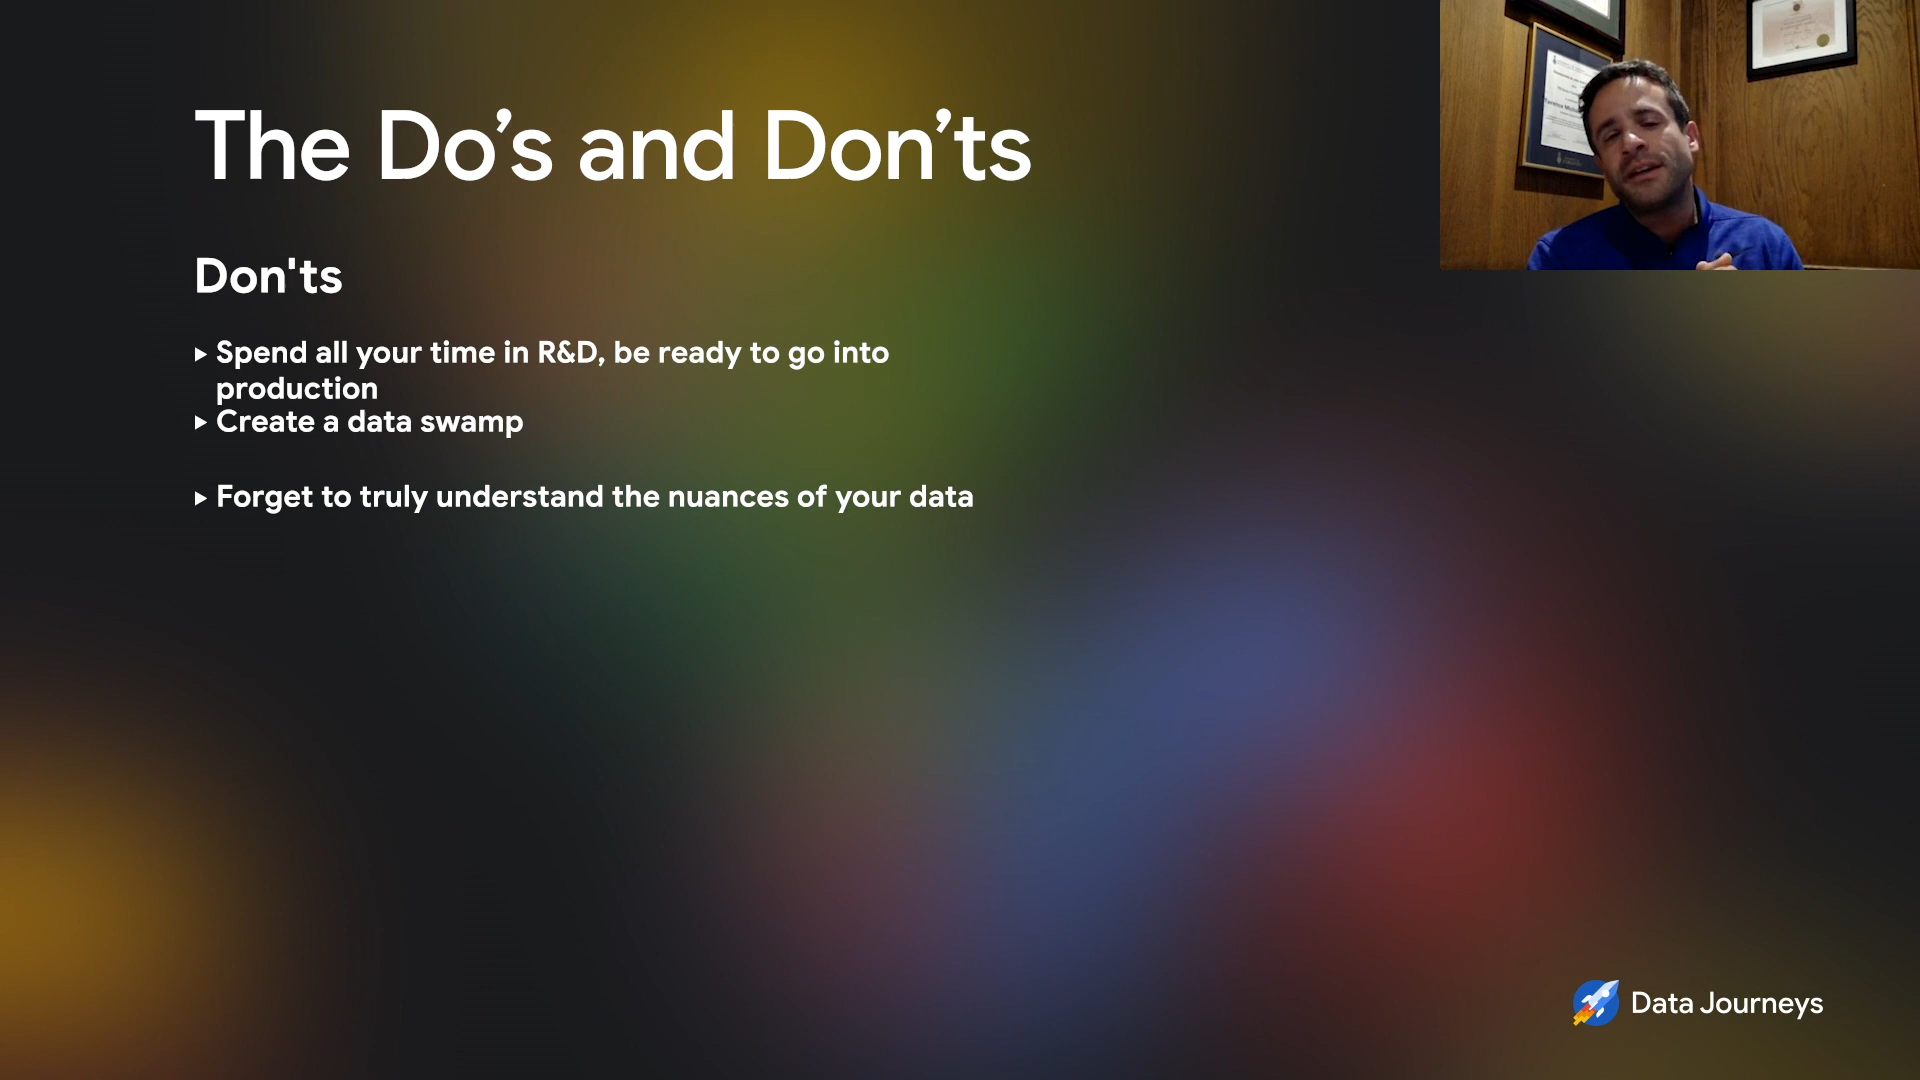 The Do’s and Don’ts
Don'ts
▸ Spend all your time in R&D, be ready to go into
production
▸ Create a data swamp
▸ Forget to truly understand the nuances of your data
Data Journeys